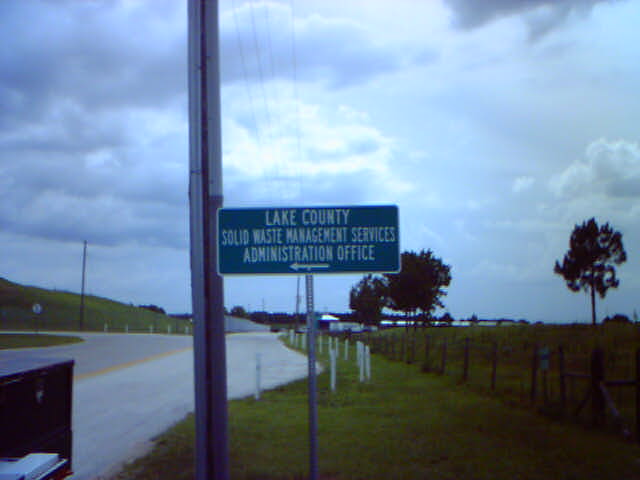 LAKE COUNTY
SOLID WASTE MANAGEMENT SERVICES
ADMINISTRATION OFFICE